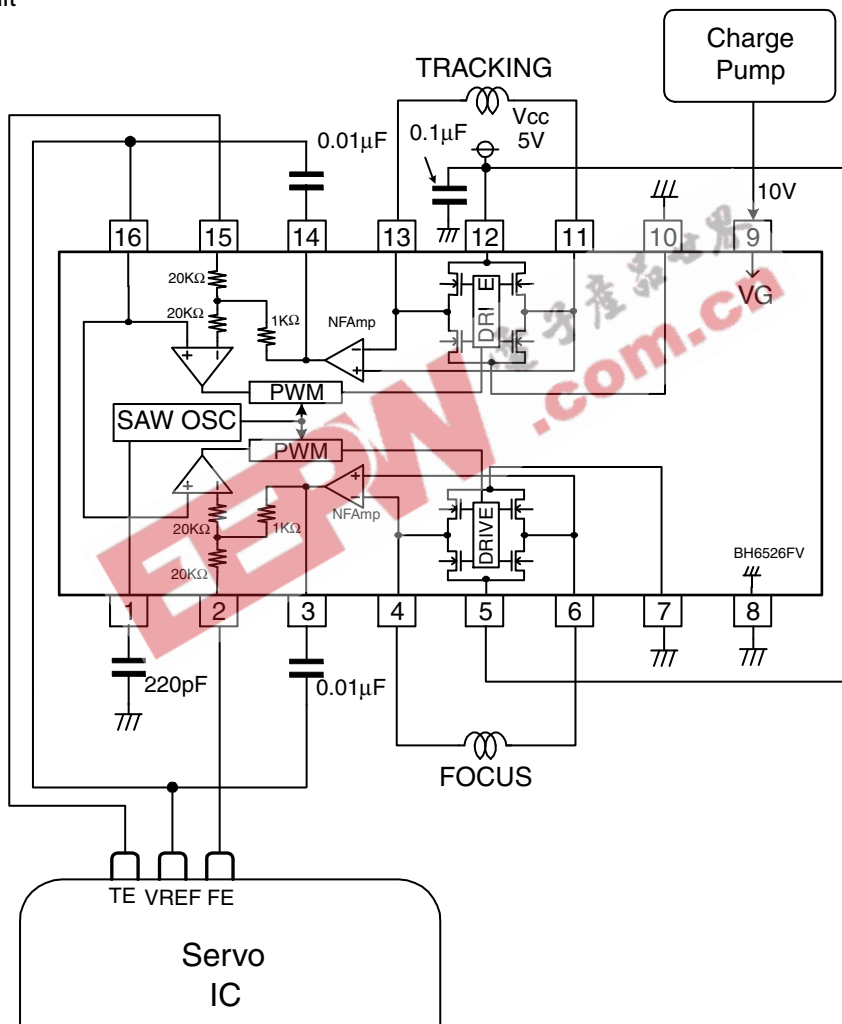 Charge
Pump
TRACKING
Vcc
5V
0.01µF
0.1µF
10V
16
15
14
13
12
11
10
9
20KΩ
20KΩ
1KΩ
NFAmp
DRI E
VG
PWM
SAW OSC
PWM
NFAmp
20KΩ
1KΩ
20KΩ
DRIVE
BH6526FV
1
2
3
4
5
6
7
8
220pF
0.01µF
FOCUS
TE VREF FE
Servo
IC
EEPW
.com.cn
電子産品世界